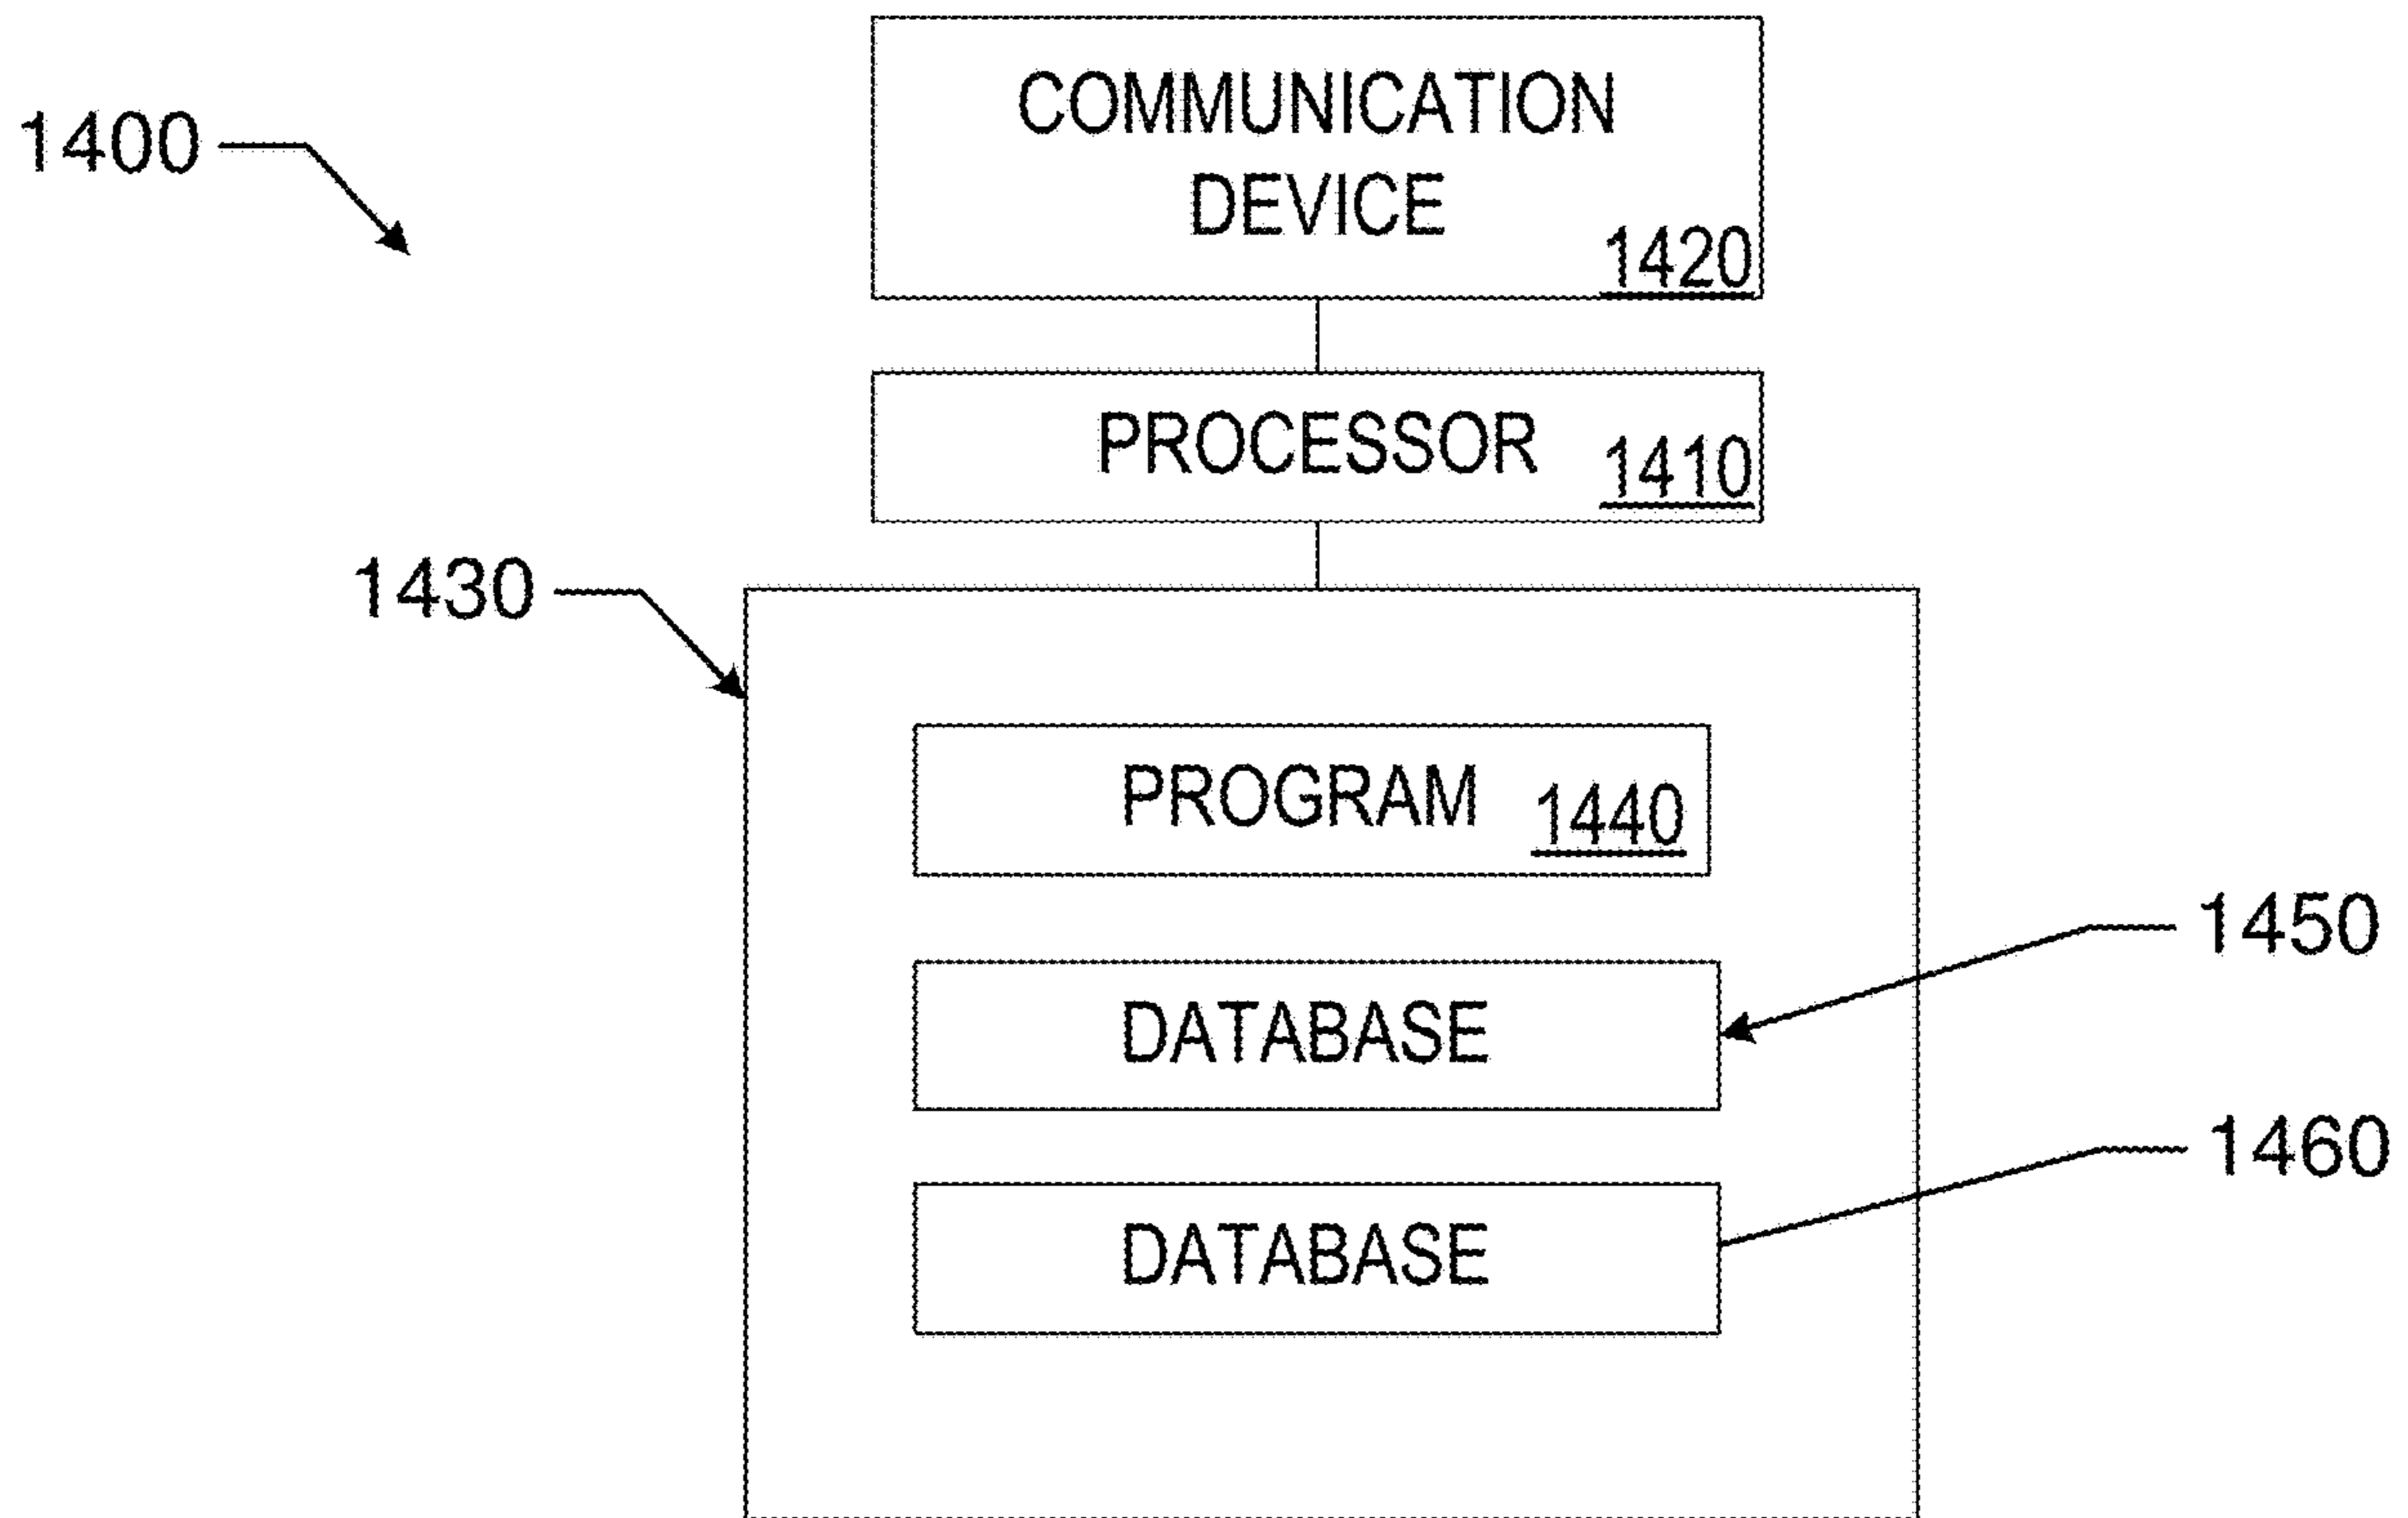 1400
COMMUNICATION
DEVICE
1420
PROCESSOR 1410
1430
PROGRAM 1440
1450
DATABASE
1460
DATABASE